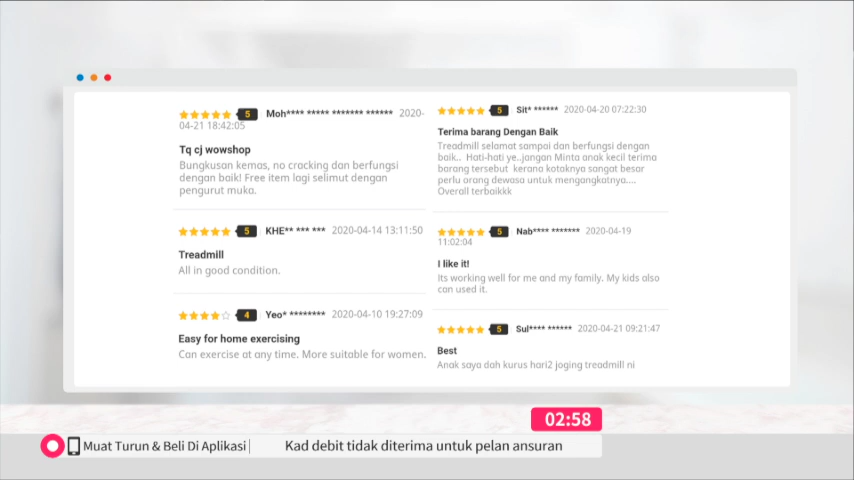 5 Moh**** ***** ******* ****** 2020-
04-21 18:42:05
Tq cj wowshop
Bungkusan kemas, no cracking dan berfungsi
dengan baik! Free item lagi selimut dengan
pengurut muka.
5 KHE** *** *** 2020-04-14 13:11:50
Treadmill
All in good condition.
4 Yeo* ******** 2020-04-10 19:27:09
Easy for home exercising
Can exercise at any time. More suitable for women.
5 Sit* ****** 2020-04-20 07:22:30
Terima barang Dengan Baik
Treadmill selamat sampai dan berfungsi dengan
baik.. Hati-hati ye..jangan Minta anak kecil terima
barang tersebut kerana kotaknya sangat besar
perlu orang dewasa untuk mengangkatnya....
Overall terbaikkk
5 Nab**** ******* 2020-04-19
11:02:04
I like it!
Its working well for me and my family. My kids also
can used it.
5 Sul**** ****** 2020-04-21 09:21:47
Best
Anak saya dah kurus hari2 joging treadmill ni
02:58
Muat Turun & Beli Di Aplikasi
Kad debit tidak diterima untuk pelan ansuran